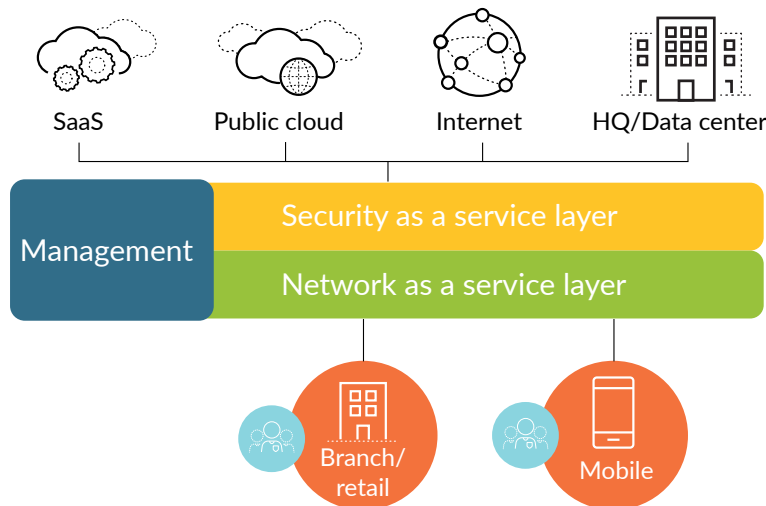 SaaS
Public cloud
Internet
HQ/Data center
Management
Security as a service layer
Network as a service layer
Branch/
retail
Mobile